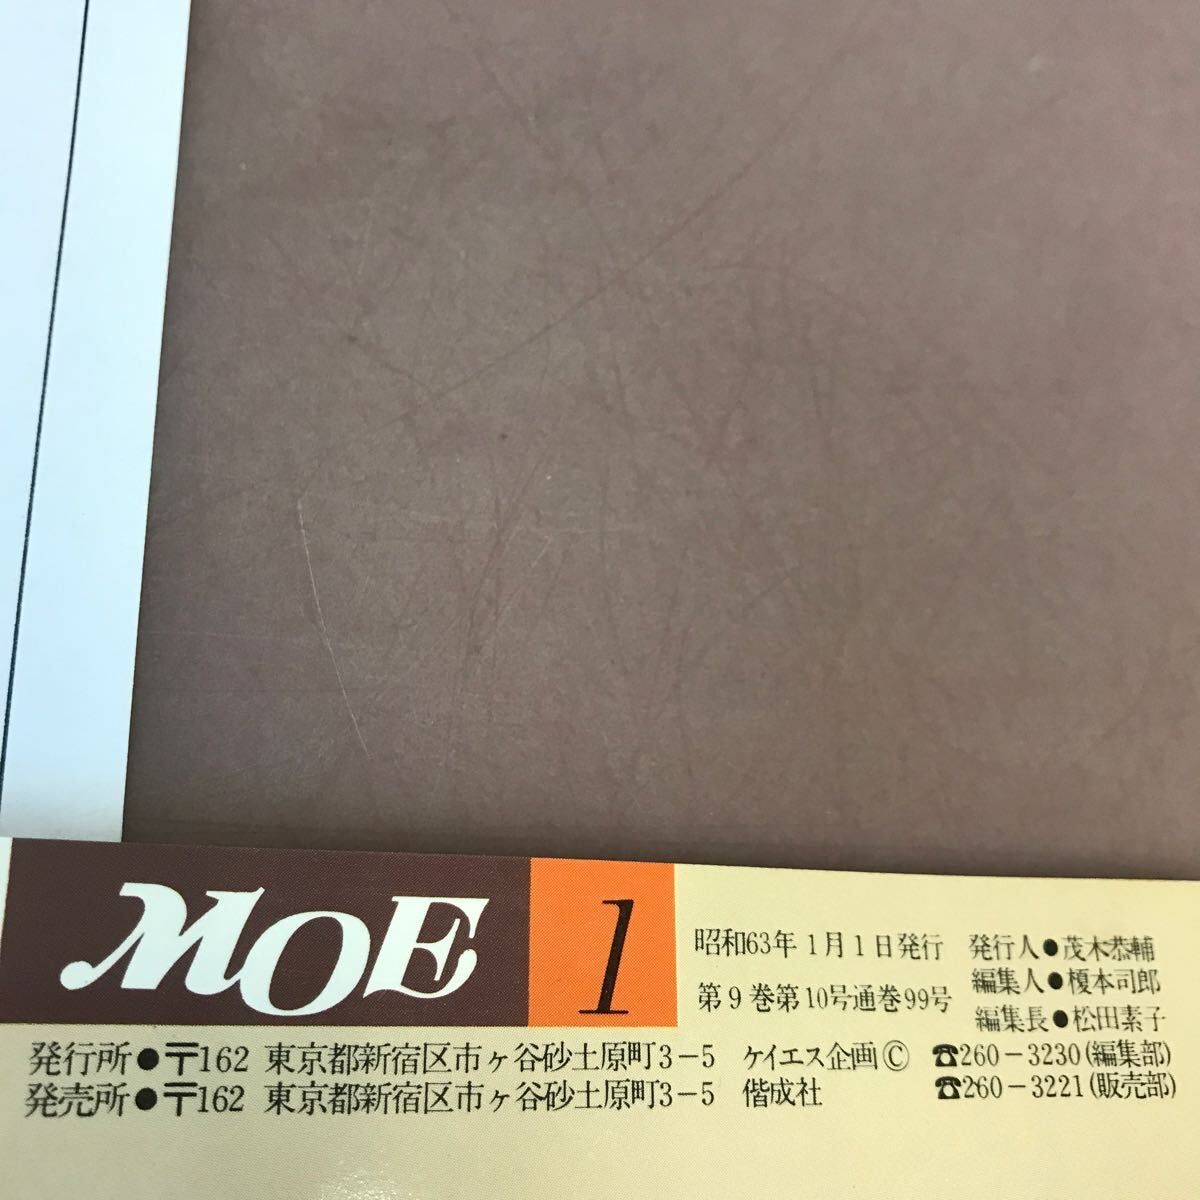 MOE 1
昭和63年1月1日発行 発行人●茂木恭輔
第9巻第10号通巻99号 編集人●榎本司郎
編集長●松田素子
発行所●〒162 東京都新宿区市ヶ谷砂土原町3-5 ケイエス企画Ⓒ ☎260-3230(編集部)
発売所●〒162 東京都新宿区市ヶ谷砂土原町3-5 偕成社 ☎260-3221(販売部)